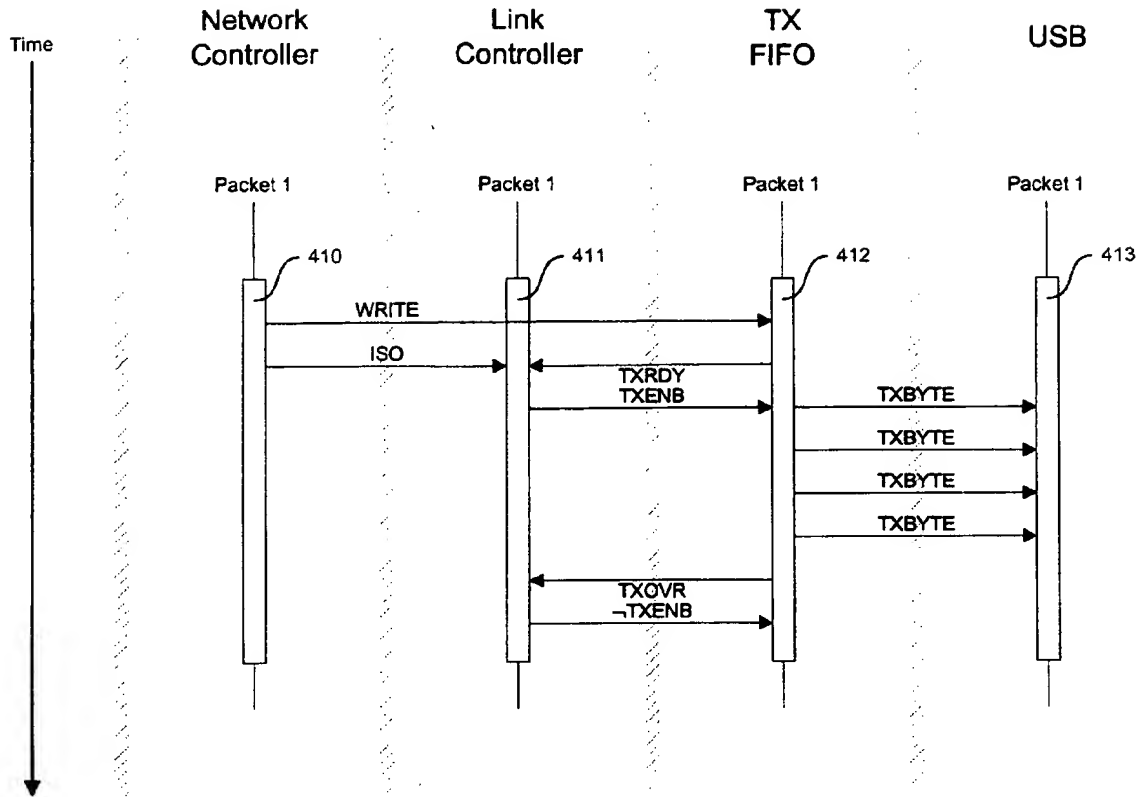 Time
Network
Controller
Link
Controller
TX
FIFO
USB
Packet 1
Packet 1
Packet 1
Packet 1
410
411
412
413
WRITE
ISO
TXRDY
TXENB
TXBYTE
TXBYTE
TXBYTE
TXBYTE
TXOVR
¬TXENB